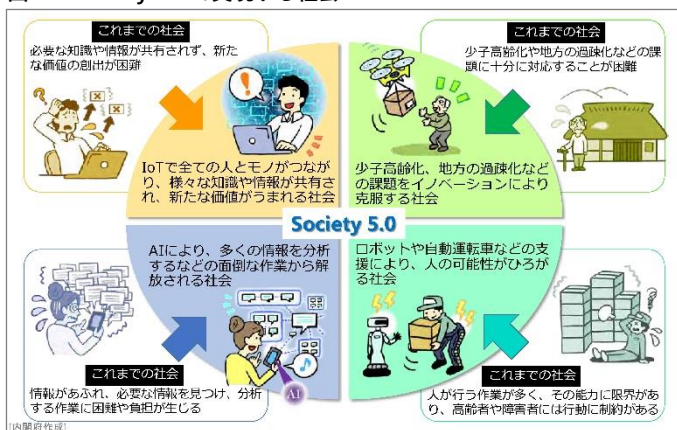 これまでの社会
必要な知識や情報が共有されず、新た
な価値の創出が困難
IoTで全ての人とモノがつなが
り、様々な知識や情報が共有さ
れ、新たな価値がうまれる社会
これまでの社会
少子高齢化や地方の過疎化などの課
題に十分に対応することが困難
少子高齢化、地方の過疎化など
の課題をイノベーションにより
克服する社会
Society 5.0
AIにより、多くの情報を分析
するなどの面倒な作業から解
放される社会
AI
これまでの社会
情報があふれ、必要な情報を見つけ、分析
する作業に困難や負担が生じる
ロボットや自動運転車などの支
援により、人の可能性がひろが
る社会
これまでの社会
人が行う作業が多く、その能力に限界があ
り、高齢者や障害者には行動に制約がある
[内閣府作成]